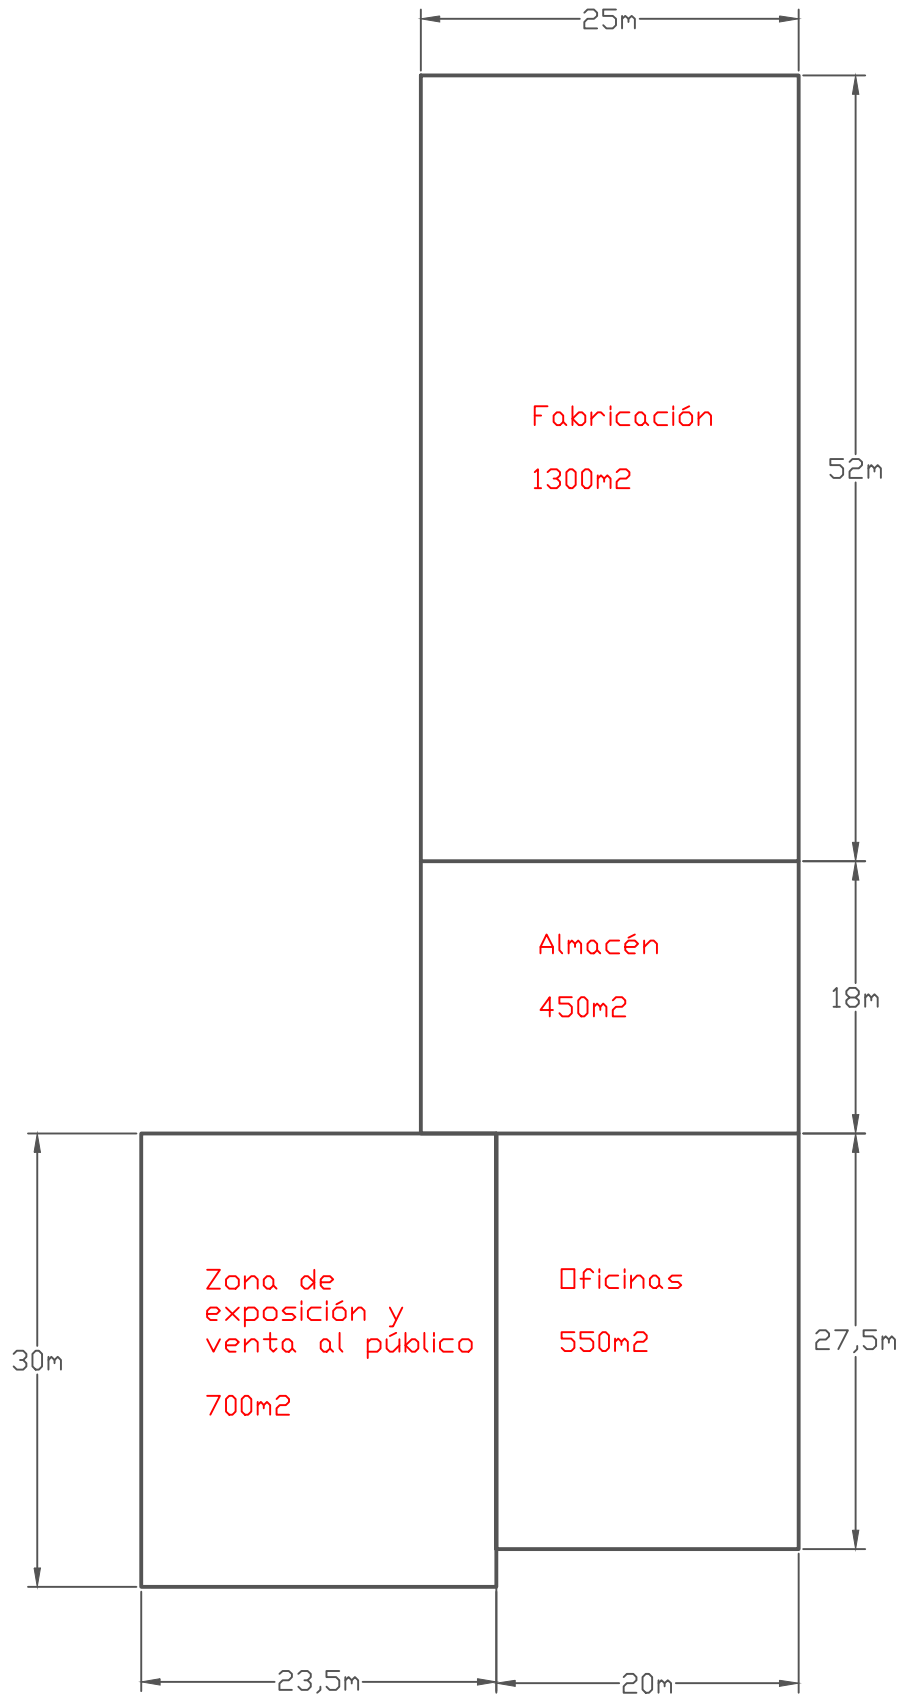 25m
Fabricación
1300m2
52m
Almacén
450m2
18m
Zona de
exposición y
venta al público
700m2
Oficinas
550m2
30m
27,5m
23,5m
20m